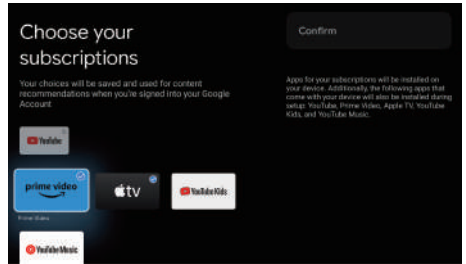 Choose your
subscriptions
Your choices will be saved and used for content
recommendations when you're signed into your Google
Account
YouTube
prime video
tv
YouTube Kids
Prime Video
YouTube Music
Confirm
Apps for your subscriptions will be installed on
your device. Additionally, the following apps that
come with your device will also be installed during
setup: YouTube, Prime Video, Apple TV, YouTube
Kids, and YouTube Music.